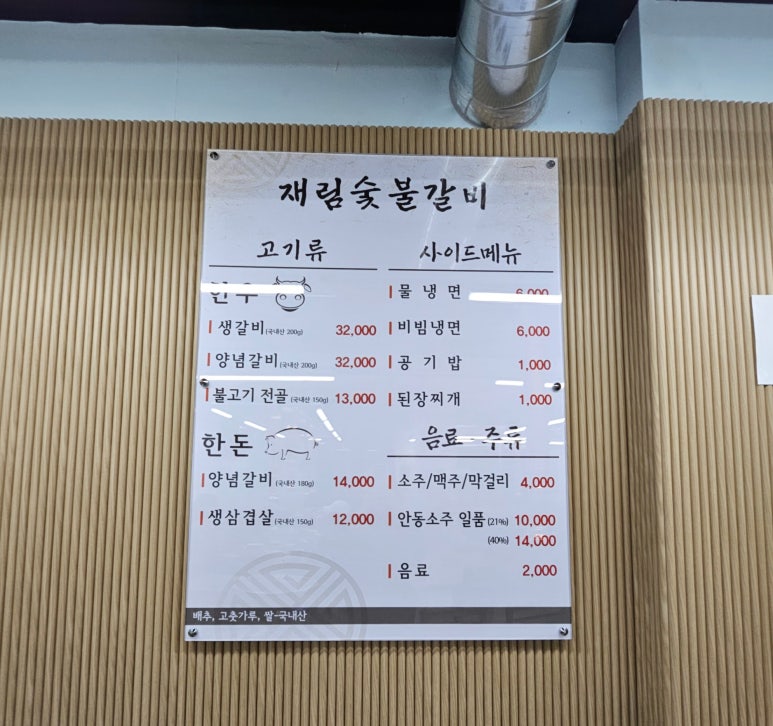 재림숯불갈비
고기류
한우
생갈비(국내산 200g) 32,000
양념갈비(국내산 200g) 32,000
불고기 전골(국내산 150g) 13,000
한돈
양념갈비(국내산 180g) 14,000
생삼겹살(국내산 150g) 12,000
사이드메뉴
물냉면 6,000
비빔냉면 6,000
공기밥 1,000
된장찌개 1,000
음료 주류
소주/맥주/막걸리 4,000
안동소주 일품(21%) 10,000
(40%) 14,000
음료 2,000
배추, 고춧가루, 쌀-국내산